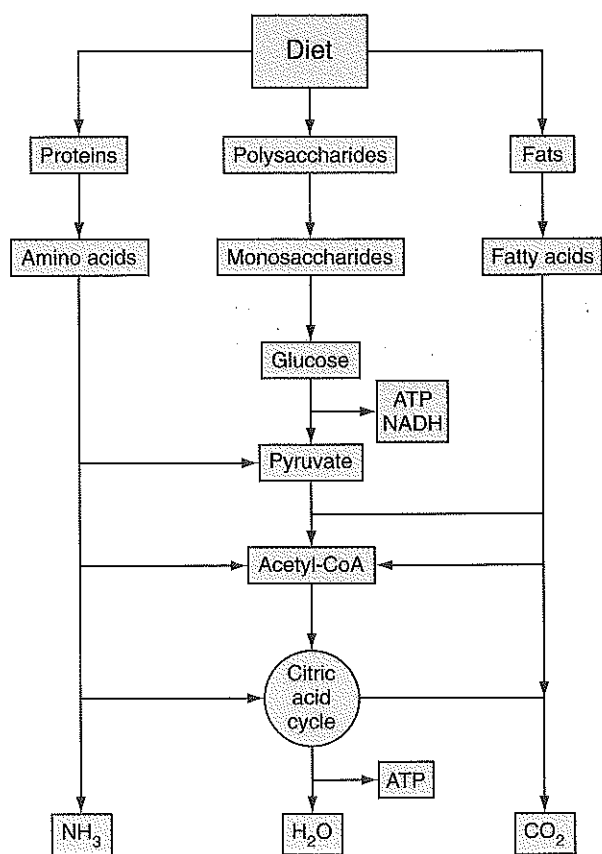 Diet
Proteins
Polysaccharides
Fats
Amino acids
Monosaccharides
Fatty acids
Glucose
ATP
NADH
Pyruvate
Acetyl-CoA
Citric
acid
cycle
ATP
NH₃
H₂O
CO₂